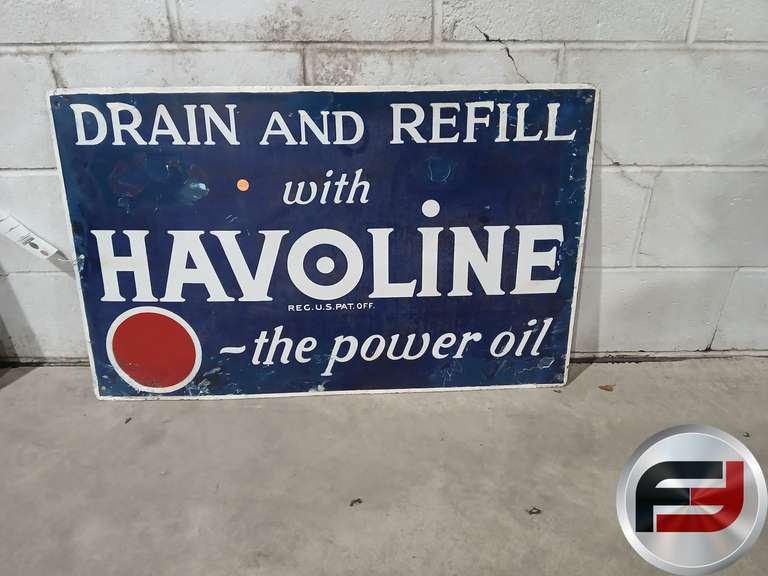 DRAIN AND REFILL
with
HAVOLINE
REG. U.S. PAT. OFF.
~the power oil